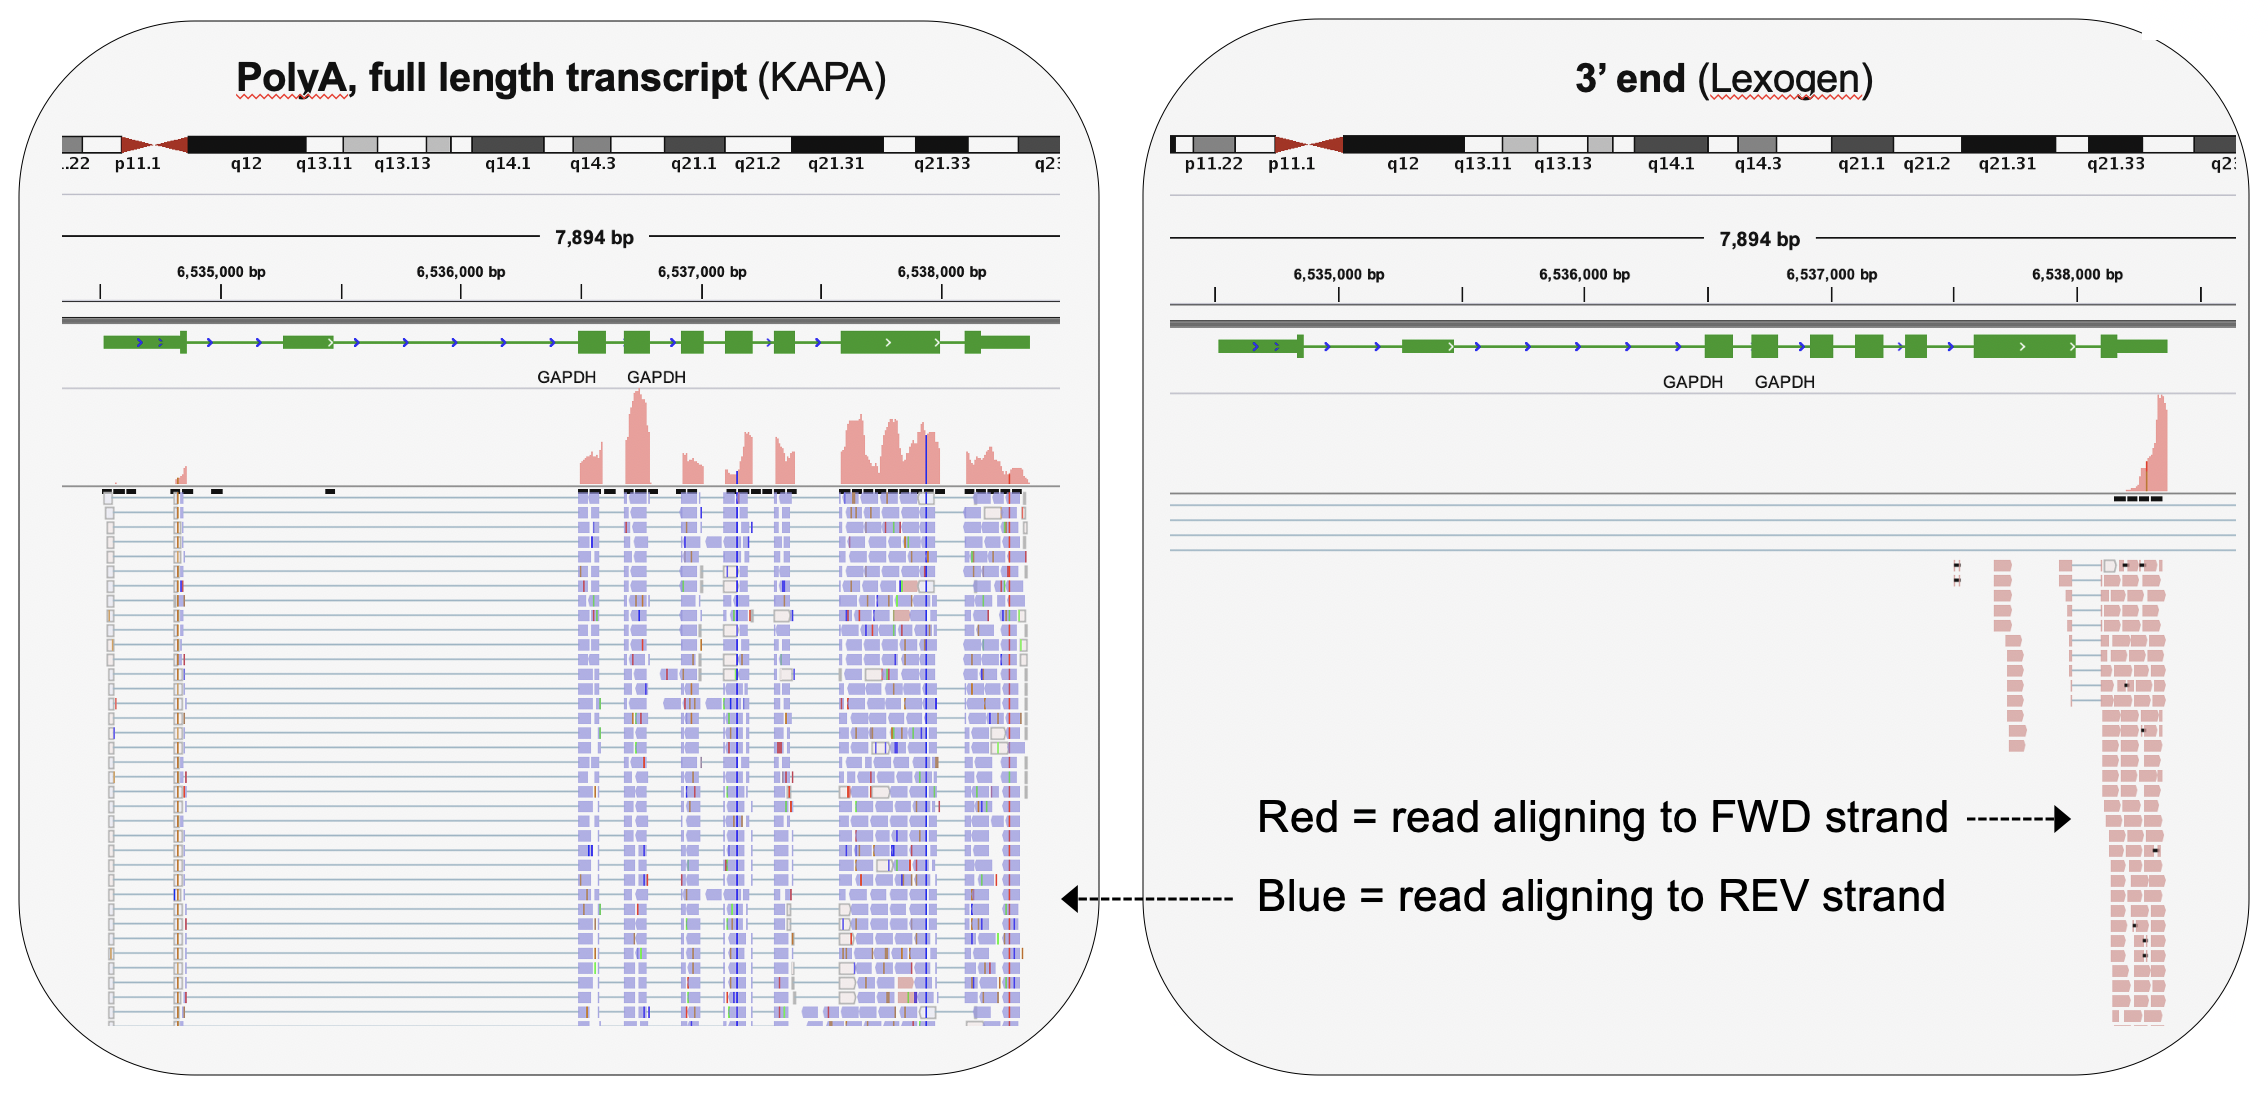 PolyA, full length transcript (KAPA)
..22 p11.1 q12 q13.11 q13.13 q14.1 q14.3 q21.1 q21.2 q21.31 q21.33 q23
7,894 bp
6,535,000 bp 6,536,000 bp 6,537,000 bp 6,538,000 bp
GAPDH GAPDH
3’ end (Lexogen)
p11.22 p11.1 q12 q13.11 q13.13 q14.1 q14.3 q21.1 q21.2 q21.31 q21.33 q23
7,894 bp
6,535,000 bp 6,536,000 bp 6,537,000 bp 6,538,000 bp
GAPDH GAPDH
Red = read aligning to FWD strand
Blue = read aligning to REV strand